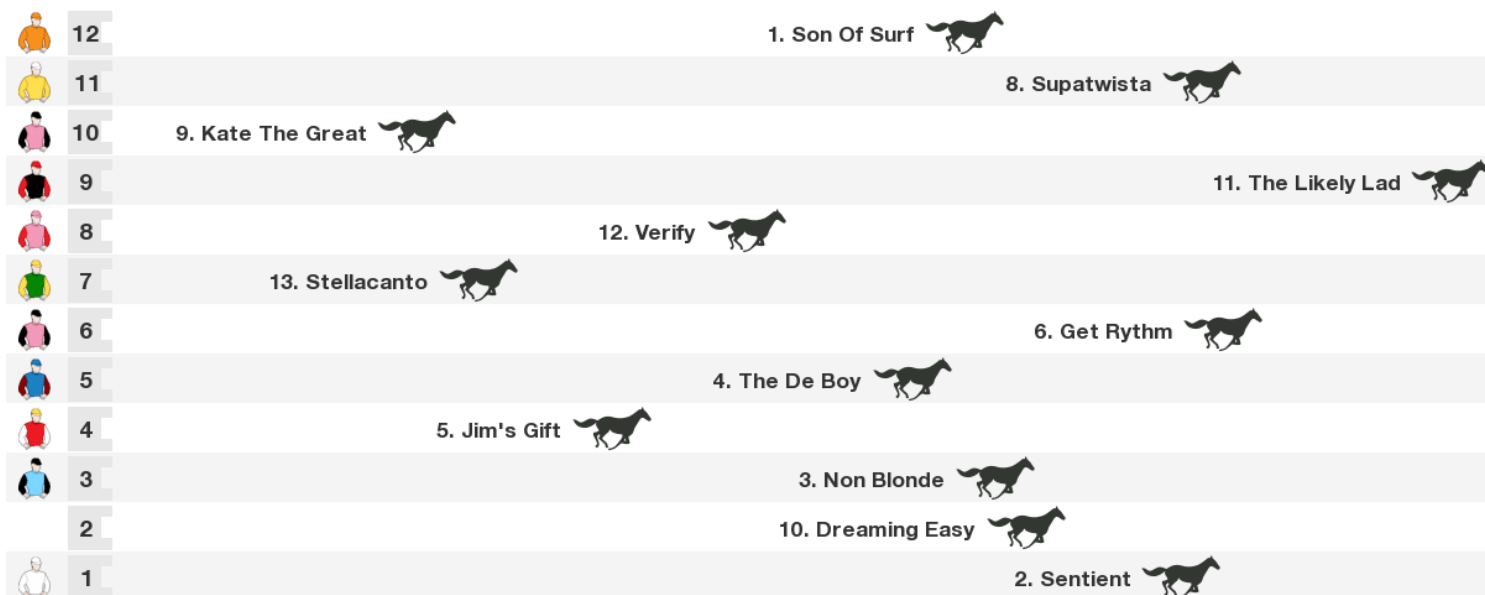 12 1. Son Of Surf
11 8. Supatwista
10 9. Kate The Great
9 11. The Likely Lad
8 12. Verify
7 13. Stellacanto
6 6. Get Rythm
5 4. The De Boy
4 5. Jim's Gift
3 3. Non Blonde
2 10. Dreaming Easy
1 2. Sentient